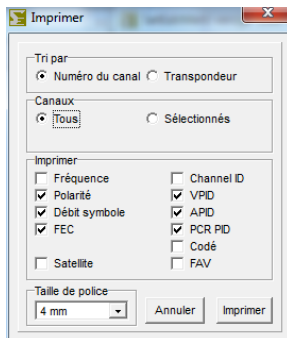 Imprimer
Tri par
Numéro du canal Transpondeur
Canaux
Tous Sélectionnés
Imprimer
Fréquence Channel ID
Polarité VPID
Débit symbole APID
FEC PCR PID
Codé
Satellite FAV
Taille de police
4 mm Annuler Imprimer